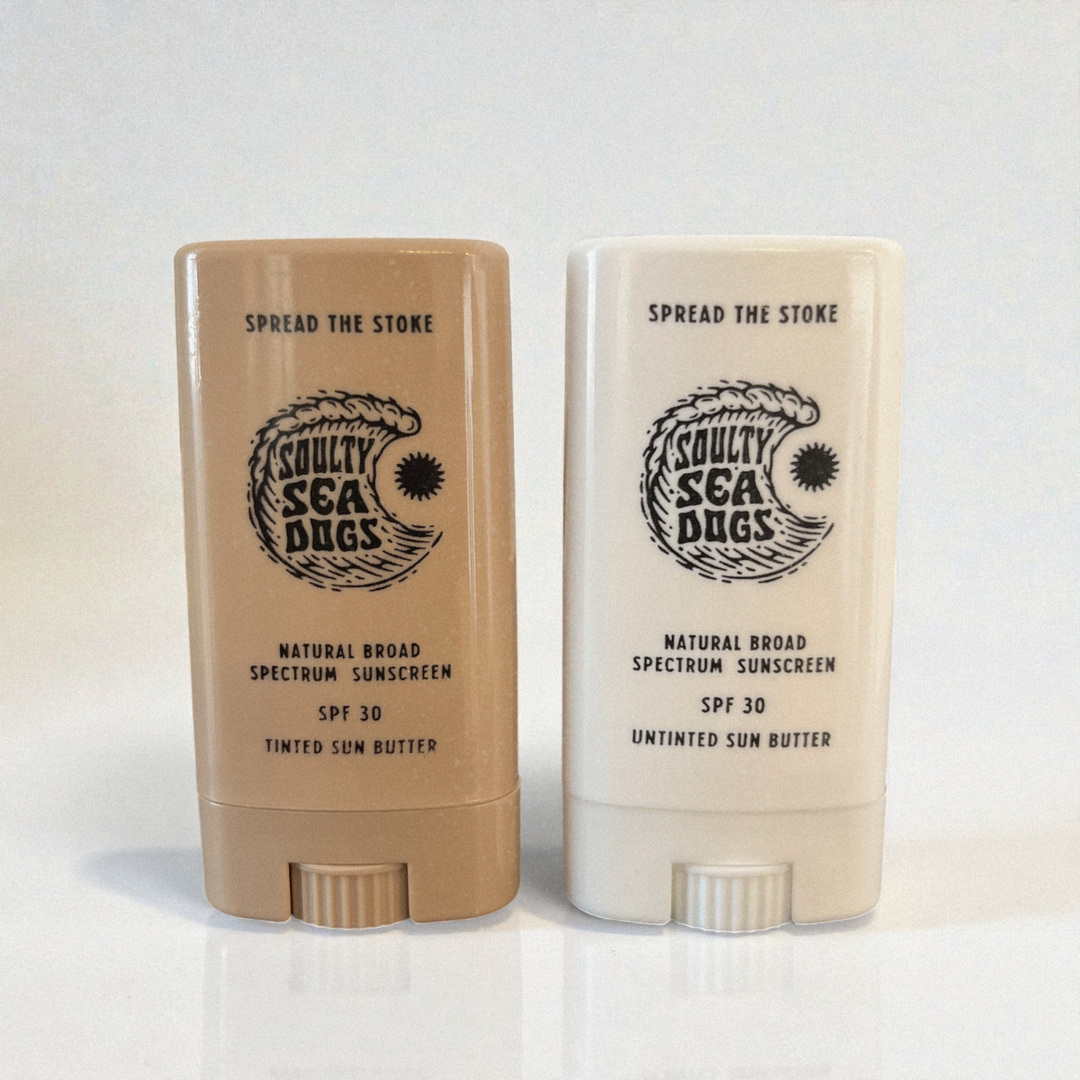 SPREAD THE STOKE
SOULTY
SEA
DOGS
NATURAL BROAD
SPECTRUM SUNSCREEN
SPF 30
TINTED SUN BUTTER
SPREAD THE STOKE
SOULTY
SEA
DOGS
NATURAL BROAD
SPECTRUM SUNSCREEN
SPF 30
UNTINTED SUN BUTTER